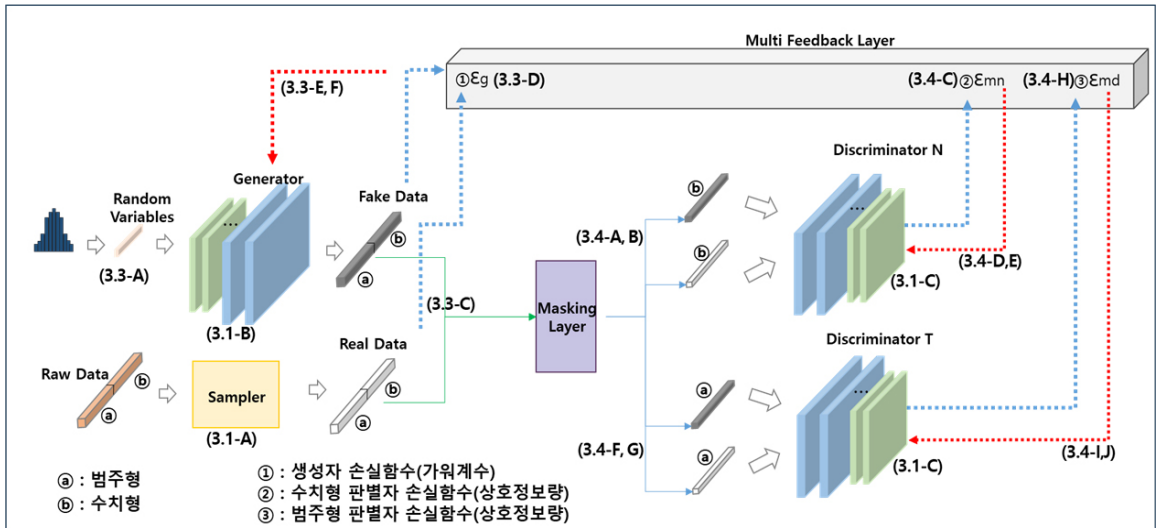 Multi Feedback Layer
①Ɛg (3.3-D)
(3.4-C)②Ɛmn
(3.4-H)③Ɛmd
(3.3-E, F)
Discriminator N
Generator
Random
Variables
Fake Data
...
...
ⓑ
ⓑ
(3.4-A, B)
ⓑ
(3.3-A)
ⓐ
(3.4-D,E)
(3.3-C)
(3.1-C)
Masking
Layer
(3.1-B)
Discriminator T
Raw Data
Real Data
ⓑ
Sampler
ⓑ
ⓐ
...
ⓐ
ⓐ
(3.1-A)
(3.4-F, G)
ⓐ
(3.4-I,J)
(3.1-C)
ⓐ : 범주형
ⓑ : 수치형
① : 생성자 손실함수(가워계수)
② : 수치형 판별자 손실함수(상호정보량)
③ : 범주형 판별자 손실함수(상호정보량)